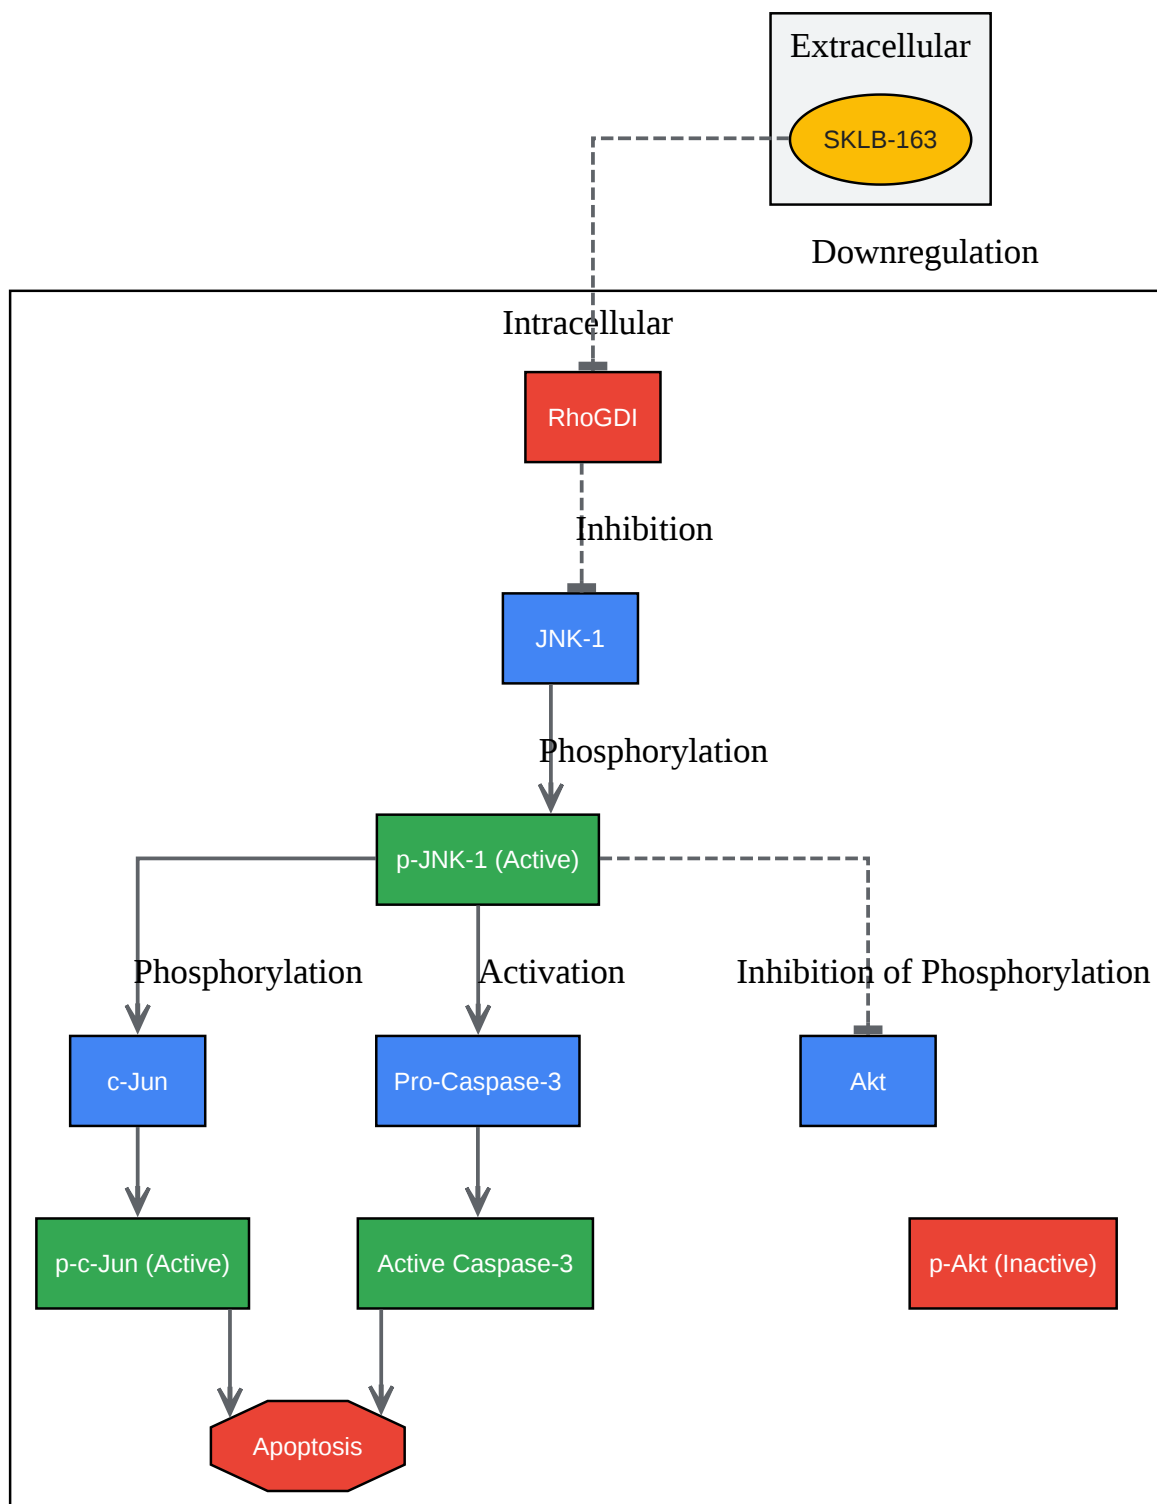 Extracellular
SKLB-163
Downregulation
Intracellular
RhoGDI
Inhibition
JNK-1
Phosphorylation
p-JNK-1 (Active)
Phosphorylation
Activation
Inhibition of Phosphorylation
c-Jun
Pro-Caspase-3
Akt
p-c-Jun (Active)
Active Caspase-3
p-Akt (Inactive)
Apoptosis